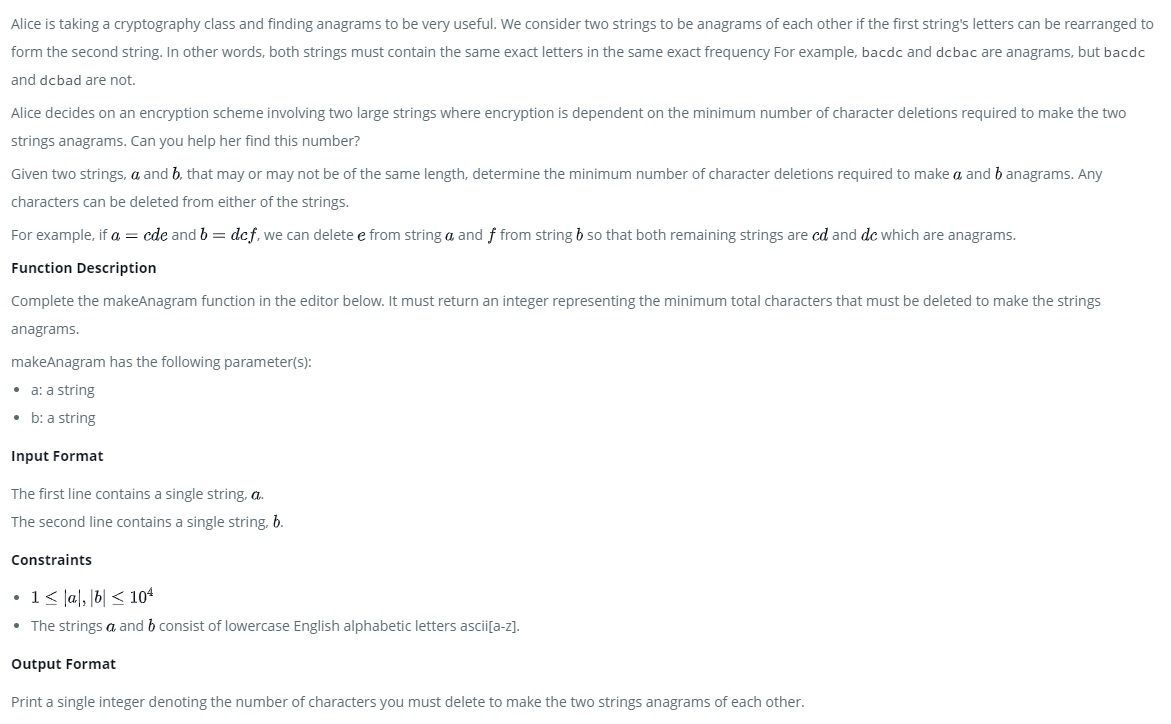 Alice is taking a cryptography class and finding anagrams to be very useful. We consider two strings to be anagrams of each other if the first string's letters can be rearranged to
form the second string. In other words, both strings must contain the same exact letters in the same exact frequency For example, bacdc and dcbac are anagrams, but bacdc
and dcbad are not.
Alice decides on an encryption scheme involving two large strings where encryption is dependent on the minimum number of character deletions required to make the two
strings anagrams. Can you help her find this number?
Given two strings, a and b, that may or may not be of the same length, determine the minimum number of character deletions required to make a and b anagrams. Any
characters can be deleted from either of the strings.
For example, if a = cde and b = dcf, we can delete e from string a and f from string b so that both remaining strings are cd and dc which are anagrams.
Function Description
Complete the makeAnagram function in the editor below. It must return an integer representing the minimum total characters that must be deleted to make the strings
anagrams.
makeAnagram has the following parameter(s):
• a: a string
• b: a string
Input Format
The first line contains a single string, a.
The second line contains a single string, b.
Constraints
• 1 ≤ |a|, |b| ≤ 10⁴
• The strings a and b consist of lowercase English alphabetic letters ascii[a-z].
Output Format
Print a single integer denoting the number of characters you must delete to make the two strings anagrams of each other.